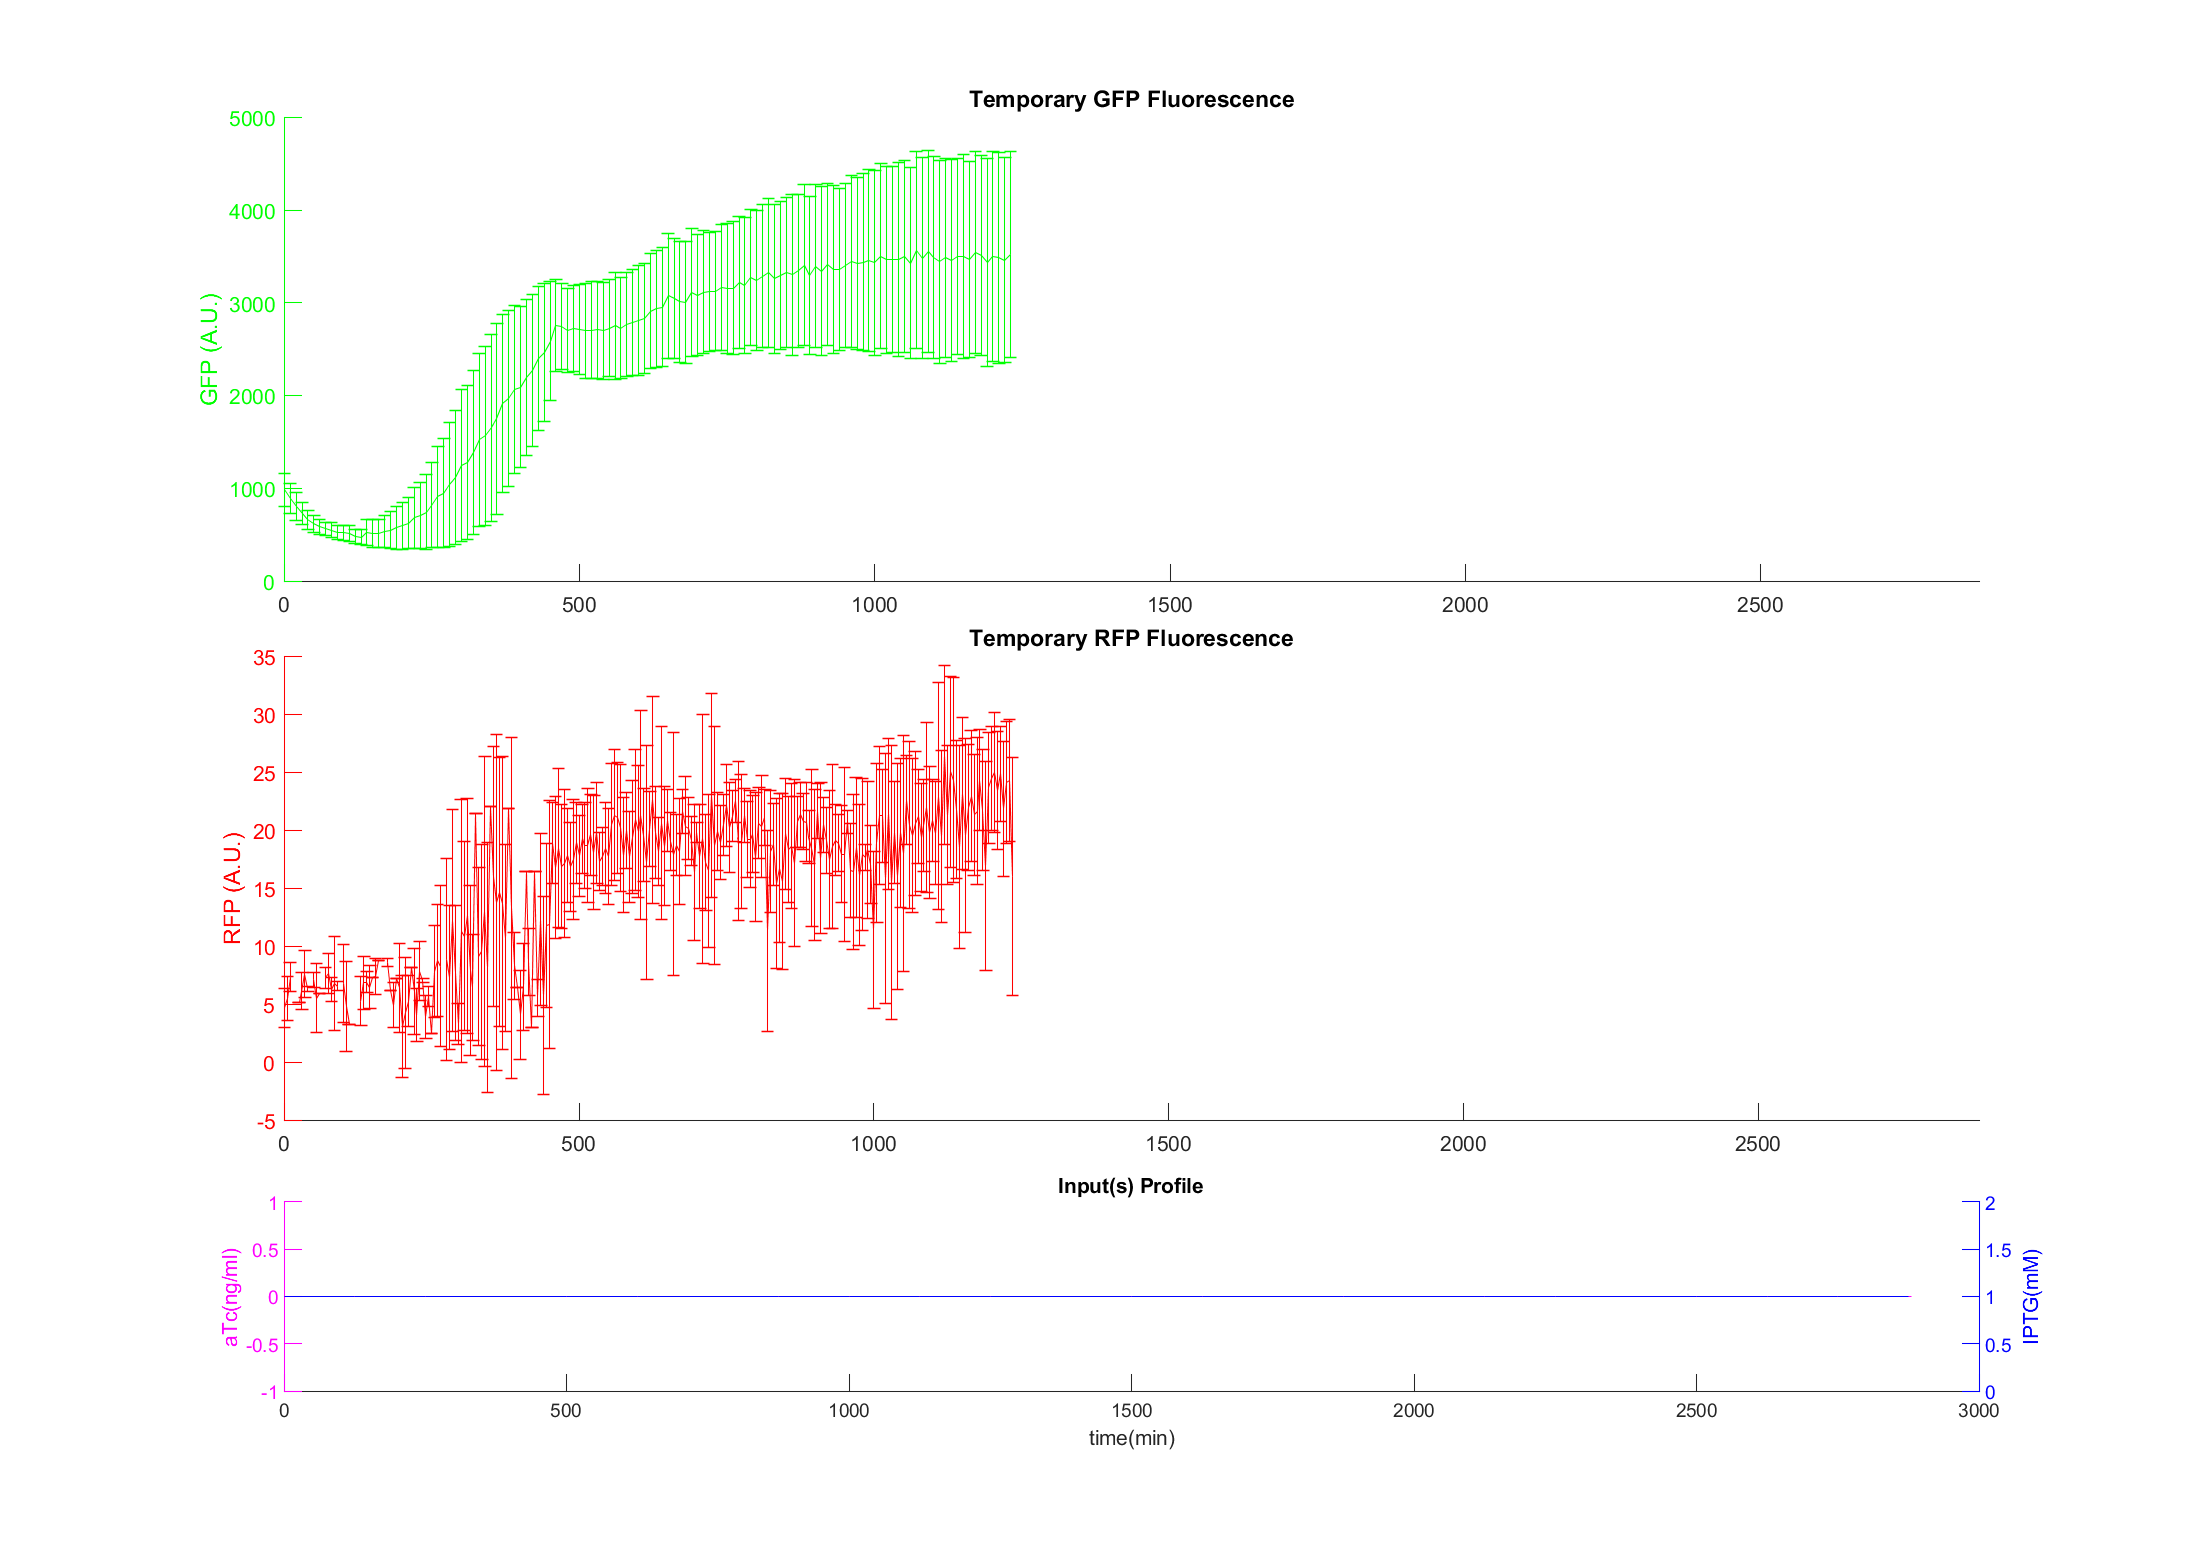 Temporary GFP Fluorescence
GFP (A.U.)
5000
4000
3000
2000
1000
0
0 500 1000 1500 2000 2500
Temporary RFP Fluorescence
RFP (A.U.)
35
30
25
20
15
10
5
0
-5
0 500 1000 1500 2000 2500
Input(s) Profile
aTc(ng/ml)
1
0.5
0
-0.5
-1
2
1.5
1
0.5
0
IPTG(mM)
0 500 1000 1500 2000 2500 3000
time(min)